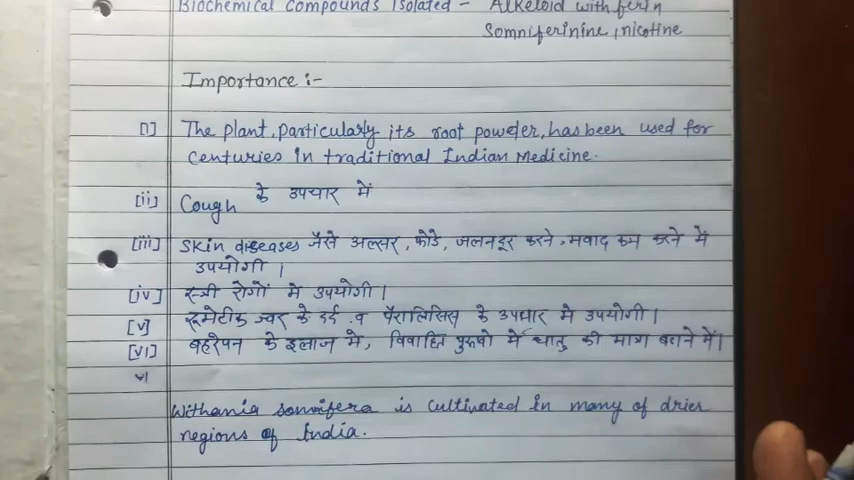 Biochemical Compounds Isolated - Alkeloid with ferin
Somniferinine, nicotine
Importance :-
[i] The plant, particularly its root powder, has been used for
centuries in traditional Indian Medicine.
[ii] Cough के उपचार में
[iii] Skin diseases जैसे अल्सर, फोडे, जलन दूर करने, मवाद कम करने में
उपयोगी ।
[iv] स्त्री रोगों मे उपयोगी ।
[v] रूमेटीक ज्वर के दर्द व पॅरालिसिस के उपचार मे उपयोगी ।
[vi] बहरेपन के इलाज मे, विवाहित पुरुषो में धातु की मात्रा बढाने में।
vi
Withania somnifera is cultivated in many of drier
regions of India.